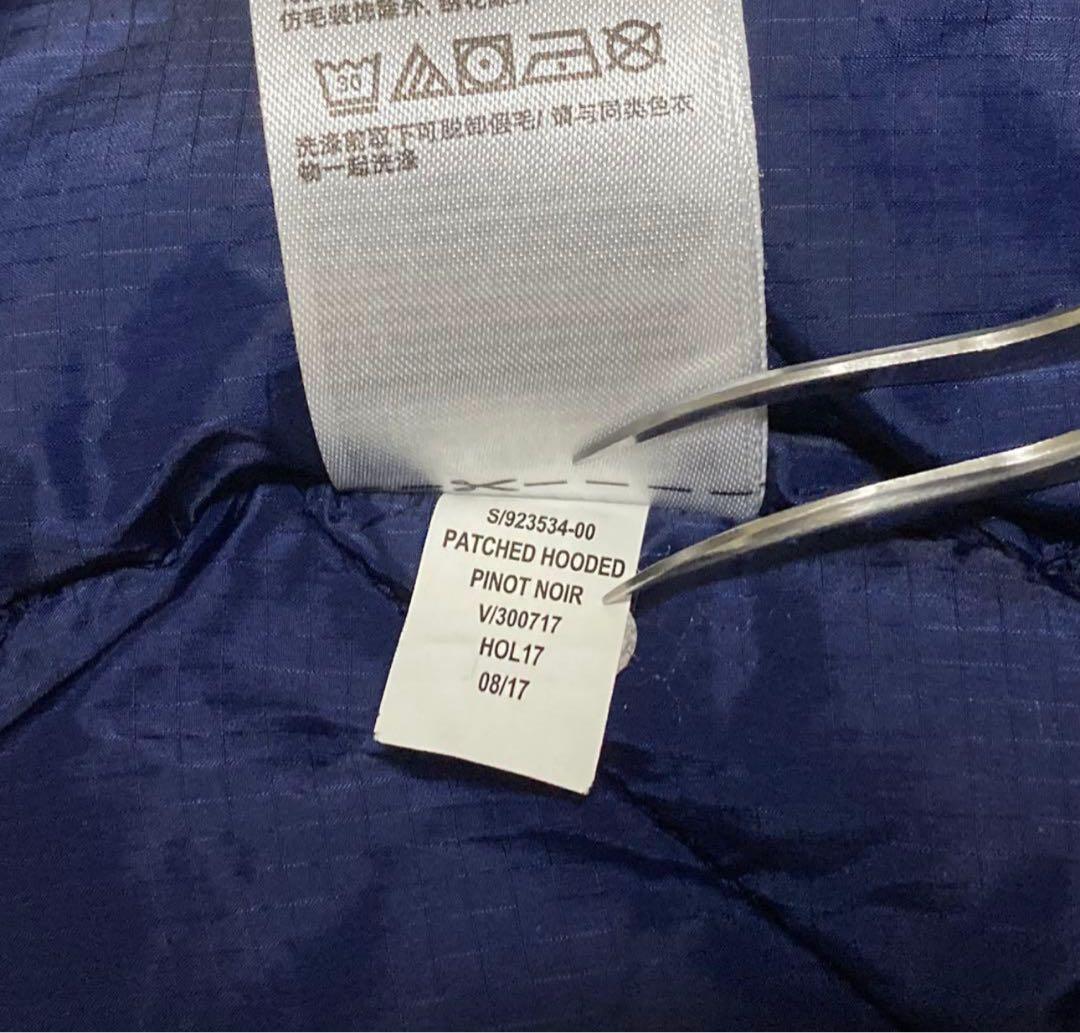 仿毛装饰除外,
30
洗涤前取下可脱卸假毛/ 请与同类色衣
物一起洗涤
S/923534-00
PATCHED HOODED
PINOT NOIR
V/300717
HOL17
08/17